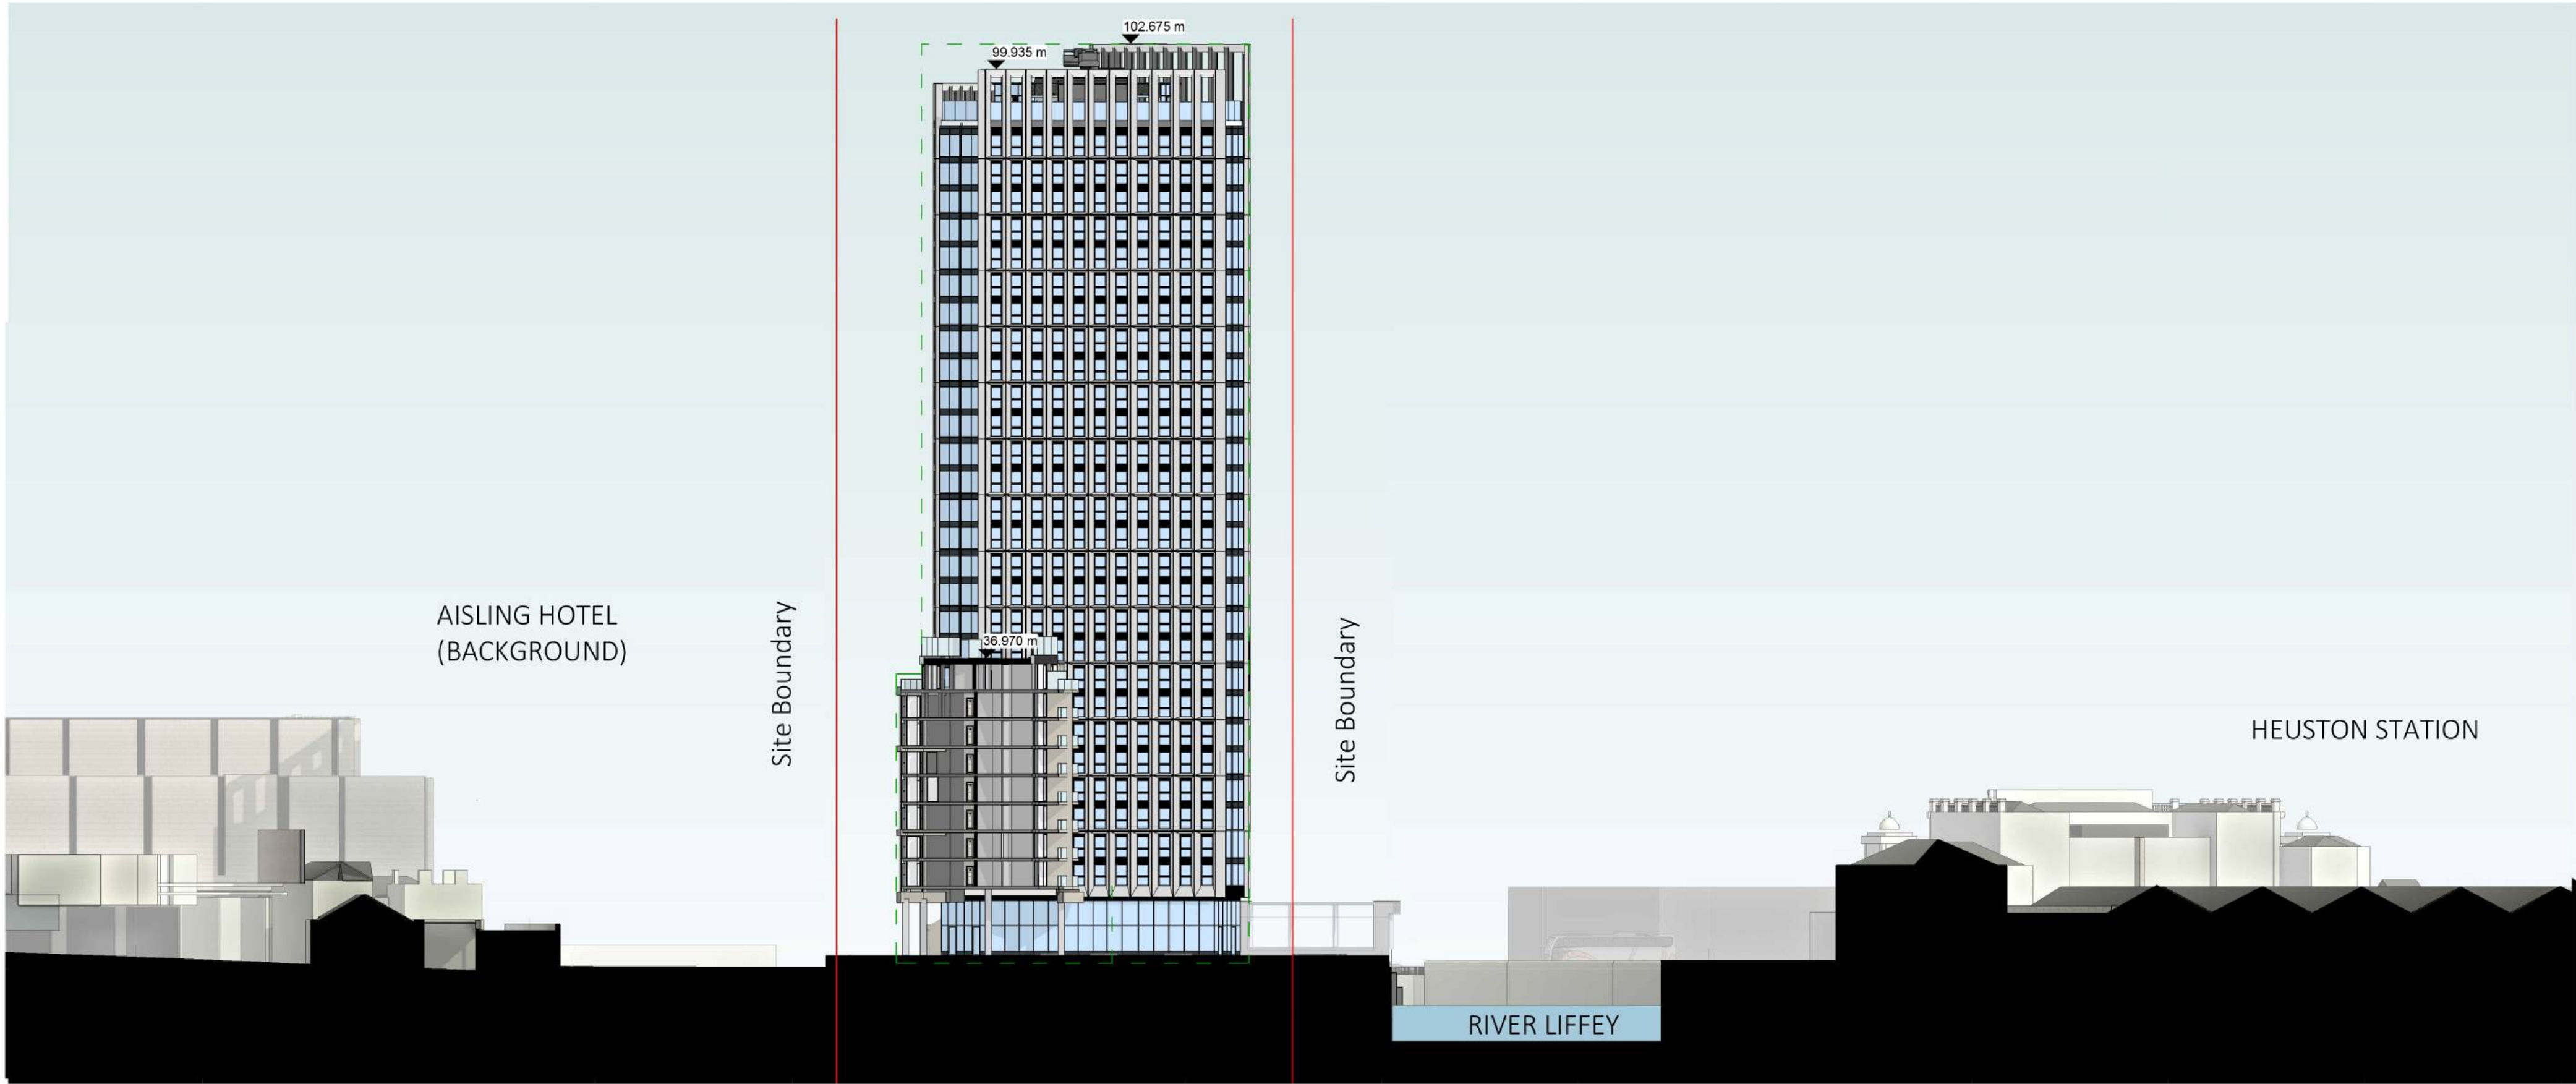 102.675 m
99.935 m
AISLING HOTEL
(BACKGROUND)
Site Boundary
36.970 m
Site Boundary
HEUSTON STATION
RIVER LIFFEY